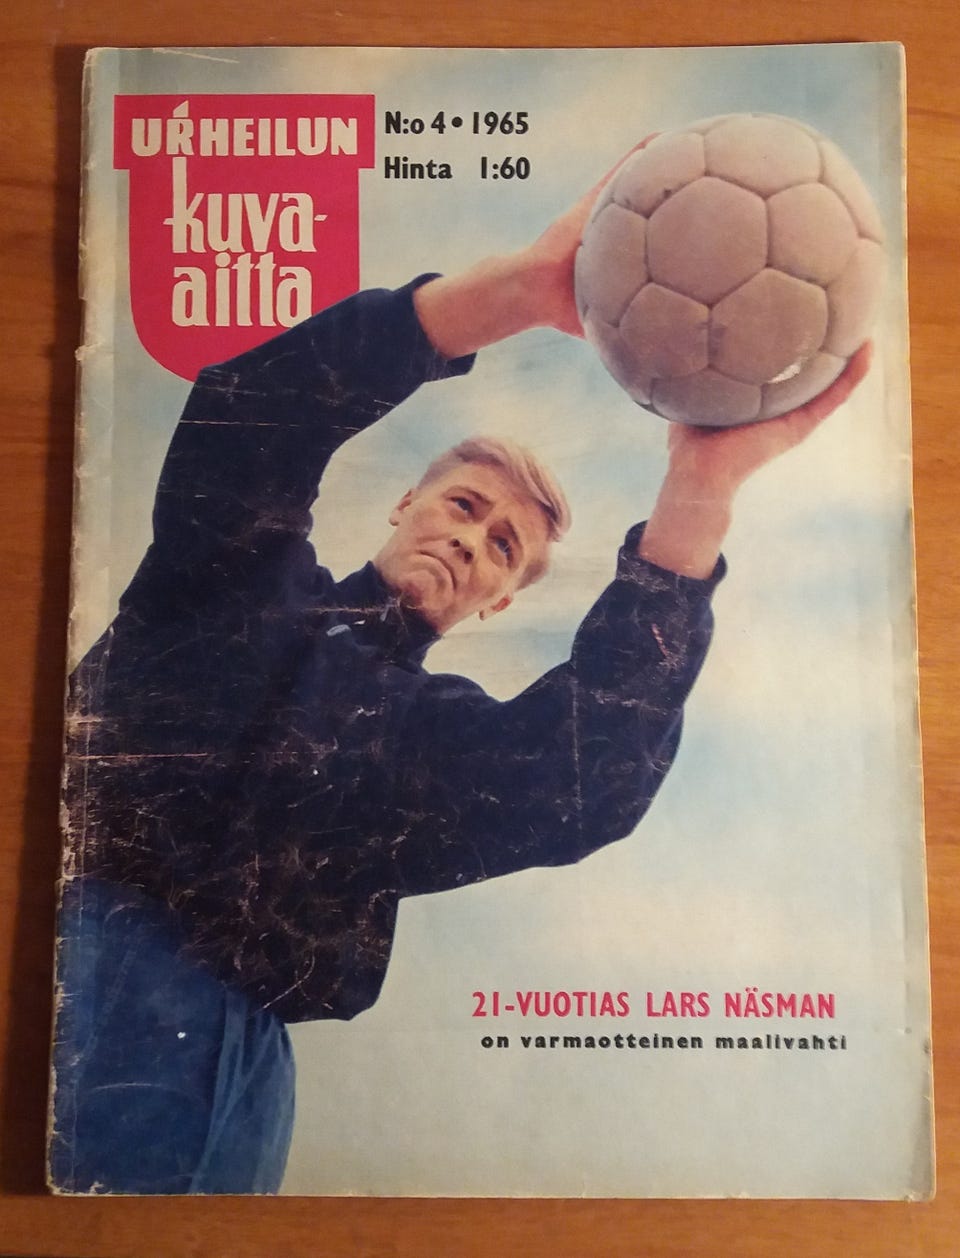 URHEILUN
kuva-
aitta
N:o 4 • 1965
Hinta 1:60
21-VUOTIAS LARS NÄSMAN
on varmaotteinen maalivahti